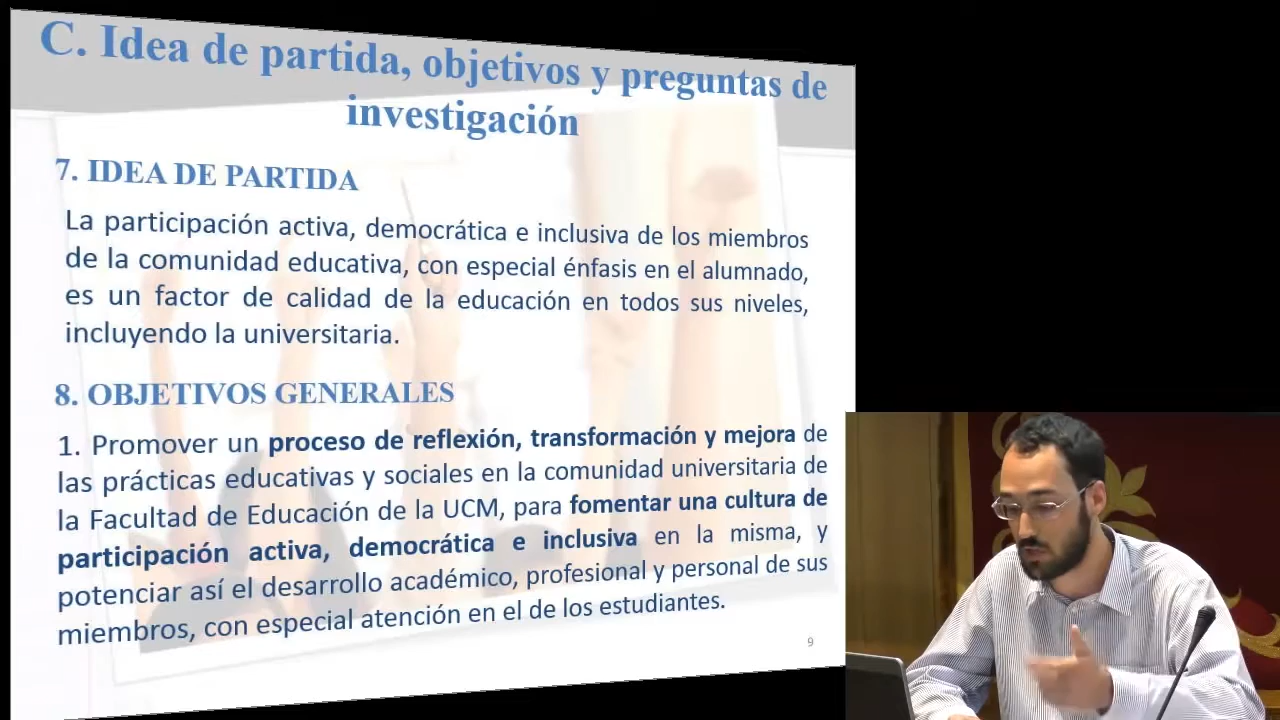 C. Idea de partida, objetivos y preguntas de
investigación
7. IDEA DE PARTIDA
La participación activa, democrática e inclusiva de los miembros
de la comunidad educativa, con especial énfasis en el alumnado,
es un factor de calidad de la educación en todos sus niveles,
incluyendo la universitaria.
8. OBJETIVOS GENERALES
1. Promover un proceso de reflexión, transformación y mejora de
las prácticas educativas y sociales en la comunidad universitaria de
la Facultad de Educación de la UCM, para fomentar una cultura de
participación activa, democrática e inclusiva en la misma, y
potenciar así el desarrollo académico, profesional y personal de sus
miembros, con especial atención en el de los estudiantes.
9